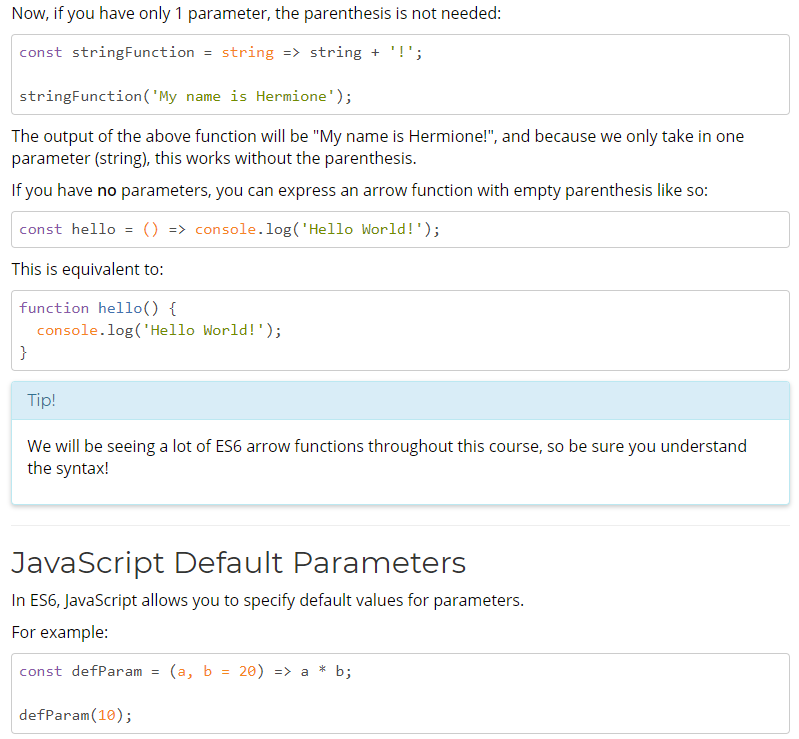 Now, if you have only 1 parameter, the parenthesis is not needed:
const stringFunction = string => string + '!';
stringFunction('My name is Hermione');
The output of the above function will be "My name is Hermione!", and because we only take in one
parameter (string), this works without the parenthesis.
If you have no parameters, you can express an arrow function with empty parenthesis like so:
const hello = () => console.log('Hello World!');
This is equivalent to:
function hello() {
  console.log('Hello World!');
}
Tip!
We will be seeing a lot of ES6 arrow functions throughout this course, so be sure you understand
the syntax!
JavaScript Default Parameters
In ES6, JavaScript allows you to specify default values for parameters.
For example:
const defParam = (a, b = 20) => a * b;
defParam(10);